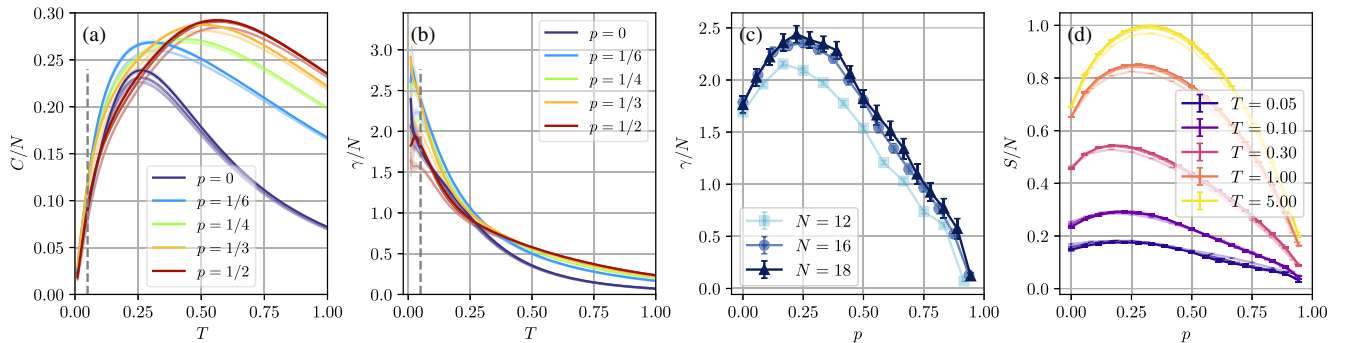 (a)
C/N
0.30
0.25
0.20
0.15
0.10
0.05
0.00
0.00 0.25 0.50 0.75 1.00
T
p = 0
p = 1/6
p = 1/4
p = 1/3
p = 1/2
(b)
γ/N
3.0
2.5
2.0
1.5
1.0
0.5
0.0
0.00 0.25 0.50 0.75 1.00
T
p = 0
p = 1/6
p = 1/4
p = 1/3
p = 1/2
(c)
γ/N
2.5
2.0
1.5
1.0
0.5
0.0
0.00 0.25 0.50 0.75 1.00
p
N = 12
N = 16
N = 18
(d)
S/N
1.0
0.8
0.6
0.4
0.2
0.0
0.00 0.25 0.50 0.75 1.00
p
T = 0.05
T = 0.10
T = 0.30
T = 1.00
T = 5.00